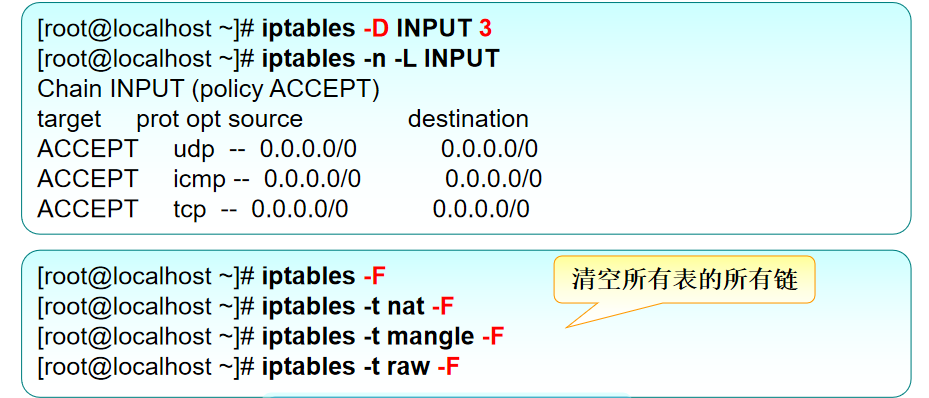 [root@localhost ~]# iptables -D INPUT 3
[root@localhost ~]# iptables -n -L INPUT
Chain INPUT (policy ACCEPT)
target prot opt source destination
ACCEPT udp -- 0.0.0.0/0 0.0.0.0/0
ACCEPT icmp -- 0.0.0.0/0 0.0.0.0/0
ACCEPT tcp -- 0.0.0.0/0 0.0.0.0/0
[root@localhost ~]# iptables -F
清空所有表的所有链
[root@localhost ~]# iptables -t nat -F
[root@localhost ~]# iptables -t mangle -F
[root@localhost ~]# iptables -t raw -F